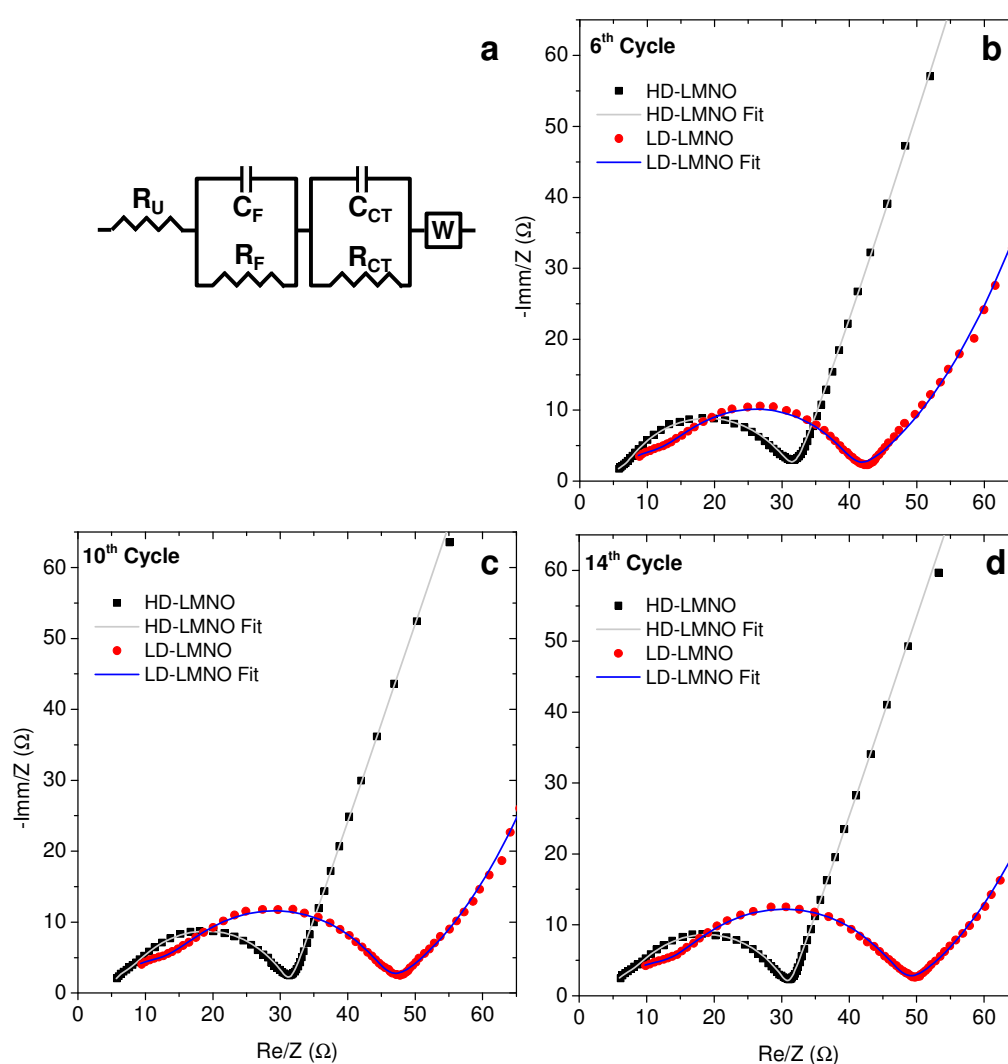 a
R_U
C_F
C_CT
W
R_F
R_CT
6th Cycle
b
HD-LMNO
HD-LMNO Fit
LD-LMNO
LD-LMNO Fit
-Imm/Z (Ω)
60
50
40
30
20
10
0
0 10 20 30 40 50 60
10th Cycle
c
HD-LMNO
HD-LMNO Fit
LD-LMNO
LD-LMNO Fit
-Imm/Z (Ω)
60
50
40
30
20
10
0
0 10 20 30 40 50 60
Re/Z (Ω)
14th Cycle
d
HD-LMNO
HD-LMNO Fit
LD-LMNO
LD-LMNO Fit
60
50
40
30
20
10
0
0 10 20 30 40 50 60
Re/Z (Ω)